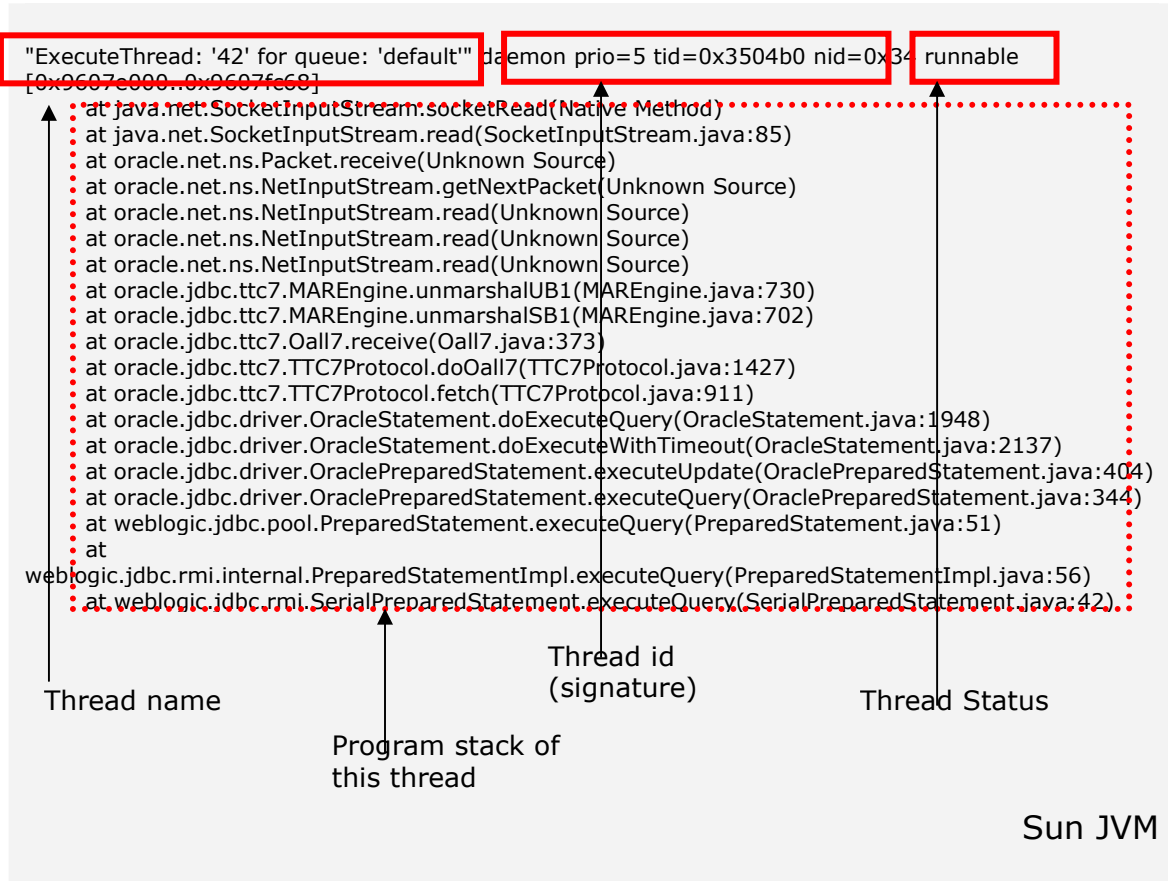 "ExecuteThread: '42' for queue: 'default'" daemon prio=5 tid=0x3504b0 nid=0x34 runnable
[0x9607e000..0x9607fc68]
at java.net.SocketInputStream.socketRead(Native Method)
at java.net.SocketInputStream.read(SocketInputStream.java:85)
at oracle.net.ns.Packet.receive(Unknown Source)
at oracle.net.ns.NetInputStream.getNextPacket(Unknown Source)
at oracle.net.ns.NetInputStream.read(Unknown Source)
at oracle.net.ns.NetInputStream.read(Unknown Source)
at oracle.net.ns.NetInputStream.read(Unknown Source)
at oracle.jdbc.ttc7.MAREngine.unmarshalUB1(MAREngine.java:730)
at oracle.jdbc.ttc7.MAREngine.unmarshalSB1(MAREngine.java:702)
at oracle.jdbc.ttc7.Oall7.receive(Oall7.java:373)
at oracle.jdbc.ttc7.TTC7Protocol.doOall7(TTC7Protocol.java:1427)
at oracle.jdbc.ttc7.TTC7Protocol.fetch(TTC7Protocol.java:911)
at oracle.jdbc.driver.OracleStatement.doExecuteQuery(OracleStatement.java:1948)
at oracle.jdbc.driver.OracleStatement.doExecuteWithTimeout(OracleStatement.java:2137)
at oracle.jdbc.driver.OraclePreparedStatement.executeUpdate(OraclePreparedStatement.java:404)
at oracle.jdbc.driver.OraclePreparedStatement.executeQuery(OraclePreparedStatement.java:344)
at weblogic.jdbc.pool.PreparedStatement.executeQuery(PreparedStatement.java:51)
at
weblogic.jdbc.rmi.internal.PreparedStatementImpl.executeQuery(PreparedStatementImpl.java:56)
at weblogic.jdbc.rmi.SerialPreparedStatement.executeQuery(SerialPreparedStatement.java:42)
Thread name
Thread id
(signature)
Thread Status
Program stack of
this thread
Sun JVM